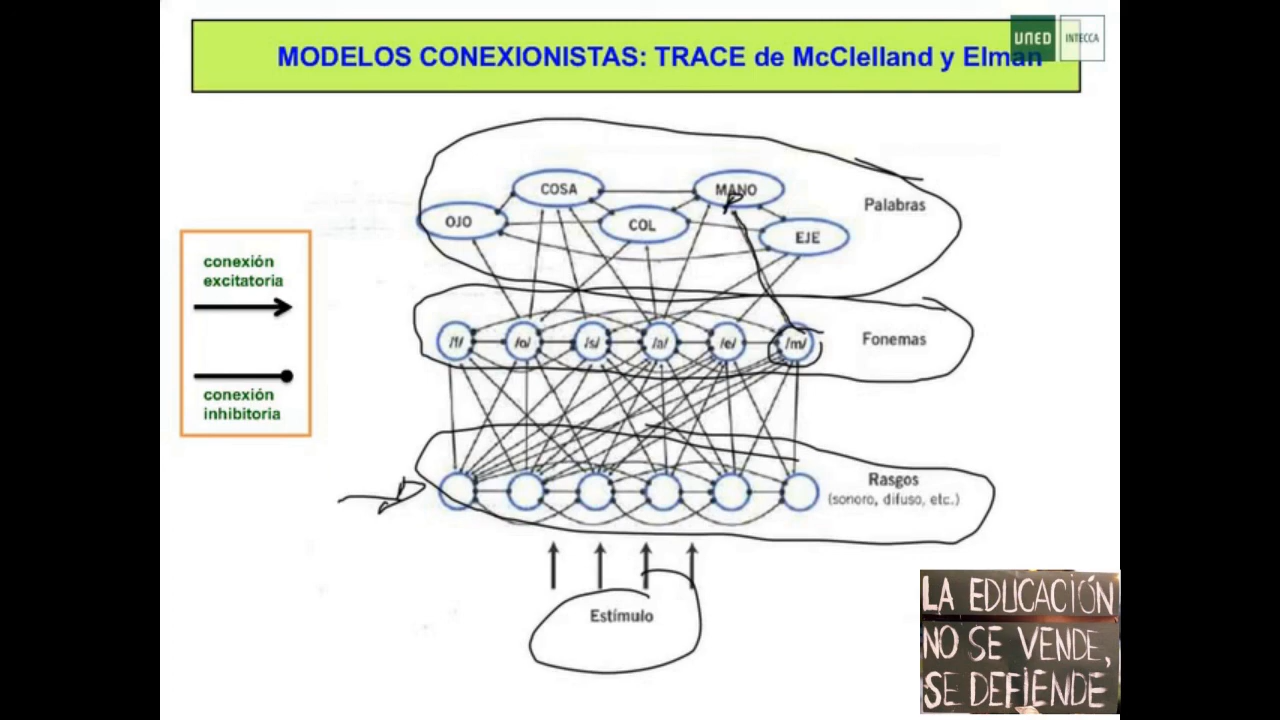 MODELOS CONEXIONISTAS: TRACE de McClelland y Elman
UNED
INTECCA
COSA
MANO
Palabras
OJO
COL
EJE
conexión
excitatoria
/f/
/o/
/s/
/a/
/e/
/m/
Fonemas
conexión
inhibitoria
Rasgos
(sonoro, difuso, etc.)
Estímulo
LA EDUCACIÓN
NO SE VENDE,
SE DEFIENDE